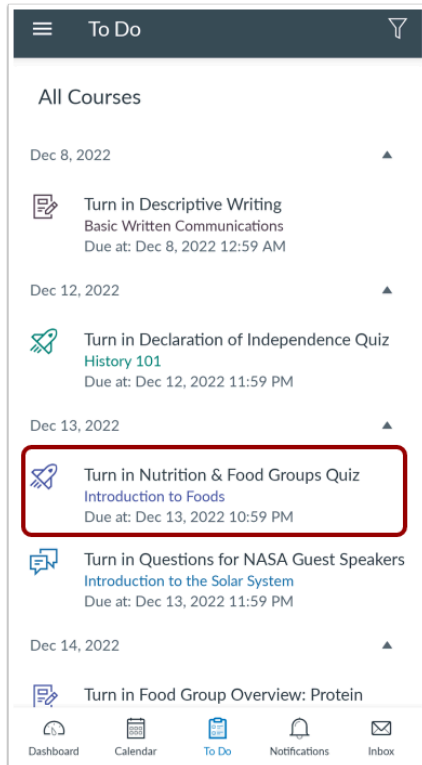 To Do
All Courses
Dec 8, 2022
Turn in Descriptive Writing
Basic Written Communications
Due at: Dec 8, 2022 12:59 AM
Dec 12, 2022
Turn in Declaration of Independence Quiz
History 101
Due at: Dec 12, 2022 11:59 PM
Dec 13, 2022
Turn in Nutrition & Food Groups Quiz
Introduction to Foods
Due at: Dec 13, 2022 10:59 PM
Turn in Questions for NASA Guest Speakers
Introduction to the Solar System
Due at: Dec 13, 2022 11:59 PM
Dec 14, 2022
Turn in Food Group Overview: Protein
Dashboard Calendar To Do Notifications Inbox